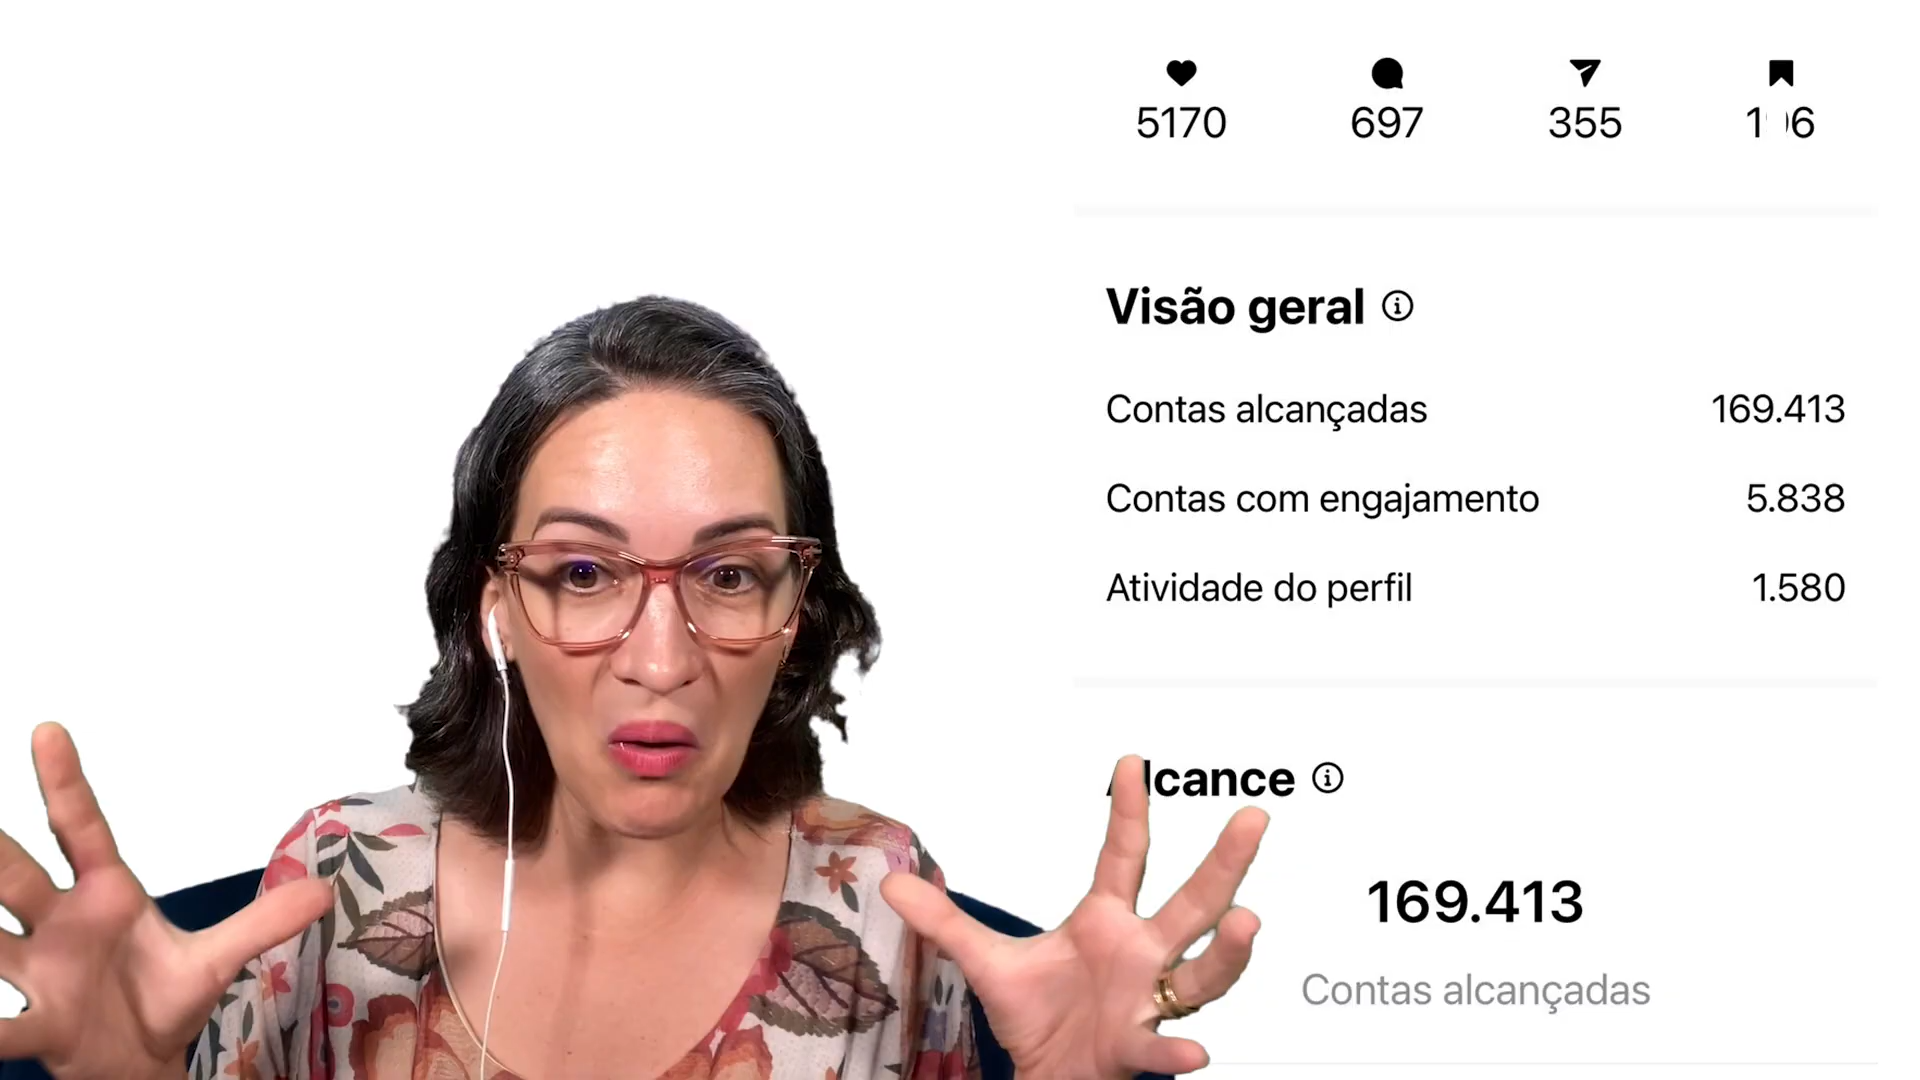 5170 697 355
Visão geral
Contas alcançadas 169.413
Contas com engajamento 5.838
Atividade do perfil 1.580
Alcance
169.413
Contas alcançadas